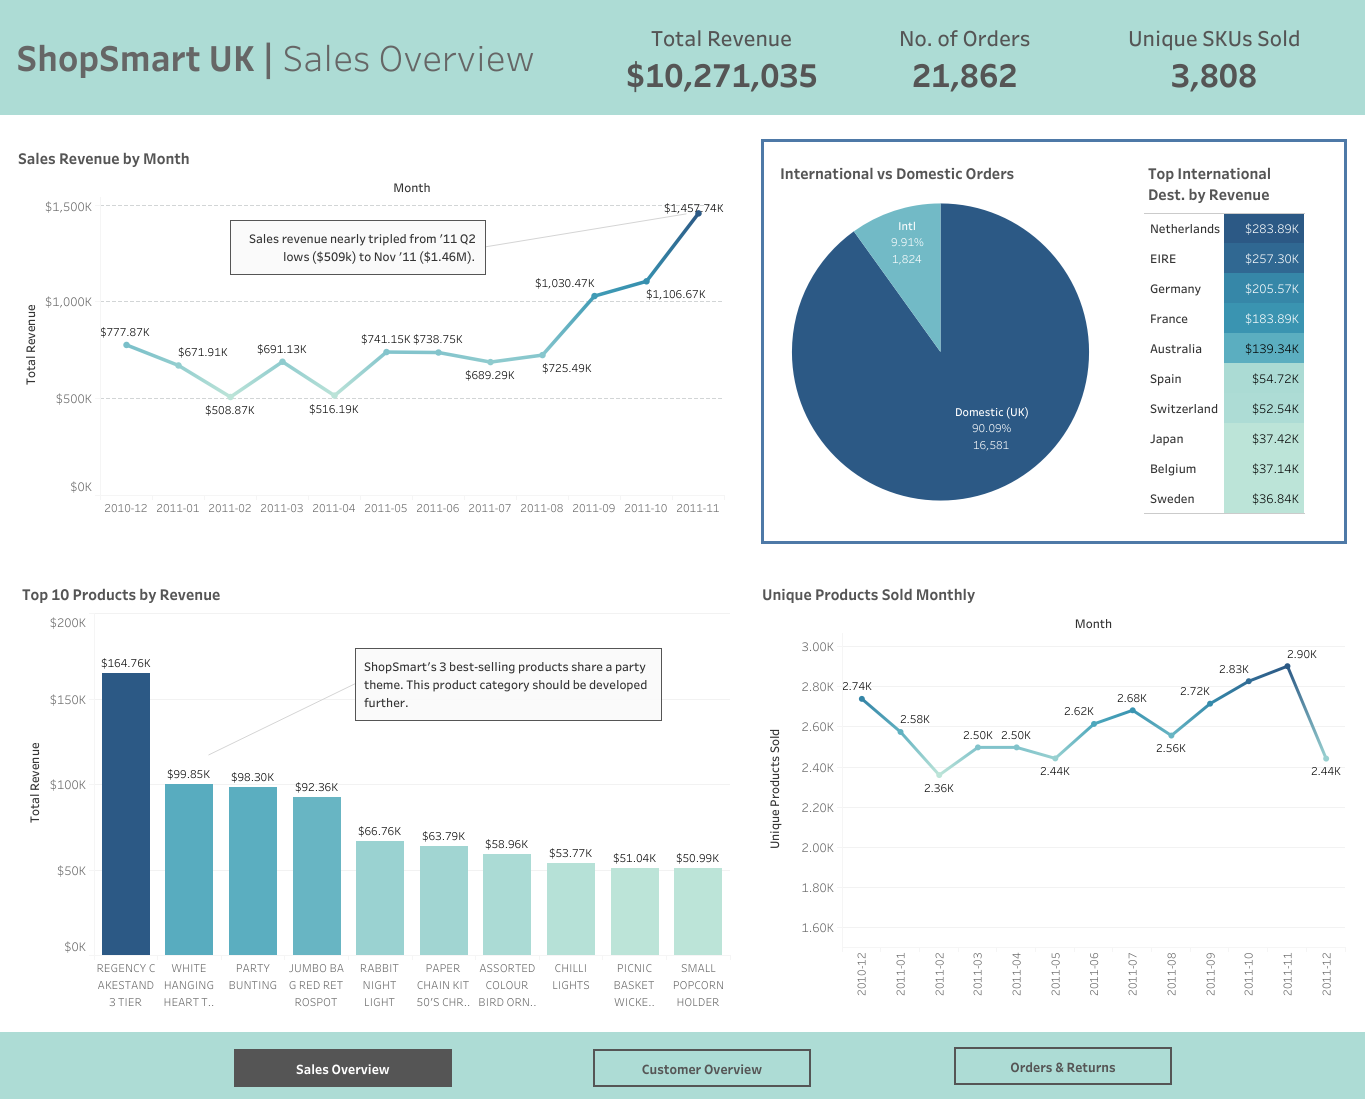 ShopSmart UK | Sales Overview
Total Revenue
$10,271,035
No. of Orders
21,862
Unique SKUs Sold
3,808
Sales Revenue by Month
Month
Total Revenue
$1,500K
$1,000K
$500K
$0K
Sales revenue nearly tripled from ’11 Q2
lows ($509k) to Nov ’11 ($1.46M).
$777.87K
$671.91K
$508.87K
$691.13K
$516.19K
$741.15K
$738.75K
$689.29K
$725.49K
$1,030.47K
$1,106.67K
$1,457.74K
2010-12
2011-01
2011-02
2011-03
2011-04
2011-05
2011-06
2011-07
2011-08
2011-09
2011-10
2011-11
International vs Domestic Orders
Intl
9.91%
1,824
Domestic (UK)
90.09%
16,581
Top International
Dest. by Revenue
Netherlands $283.89K
EIRE $257.30K
Germany $205.57K
France $183.89K
Australia $139.34K
Spain $54.72K
Switzerland $52.54K
Japan $37.42K
Belgium $37.14K
Sweden $36.84K
Top 10 Products by Revenue
Total Revenue
$200K
$150K
$100K
$50K
$0K
ShopSmart’s 3 best-selling products share a party
theme. This product category should be developed
further.
$164.76K
$99.85K
$98.30K
$92.36K
$66.76K
$63.79K
$58.96K
$53.77K
$51.04K
$50.99K
REGENCY C
AKESTAND
3 TIER
WHITE
HANGING
HEART T..
PARTY
BUNTING
JUMBO BA
G RED RET
ROSPOT
RABBIT
NIGHT
LIGHT
PAPER
CHAIN KIT
50’S CHR..
ASSORTED
COLOUR
BIRD ORN..
CHILLI
LIGHTS
PICNIC
BASKET
WICKE..
SMALL
POPCORN
HOLDER
Unique Products Sold Monthly
Month
Unique Products Sold
3.00K
2.80K
2.60K
2.40K
2.20K
2.00K
1.80K
1.60K
2.74K
2.58K
2.36K
2.50K
2.50K
2.44K
2.62K
2.68K
2.56K
2.72K
2.83K
2.90K
2.44K
2010-12
2011-01
2011-02
2011-03
2011-04
2011-05
2011-06
2011-07
2011-08
2011-09
2011-10
2011-11
2011-12
Sales Overview
Customer Overview
Orders & Returns